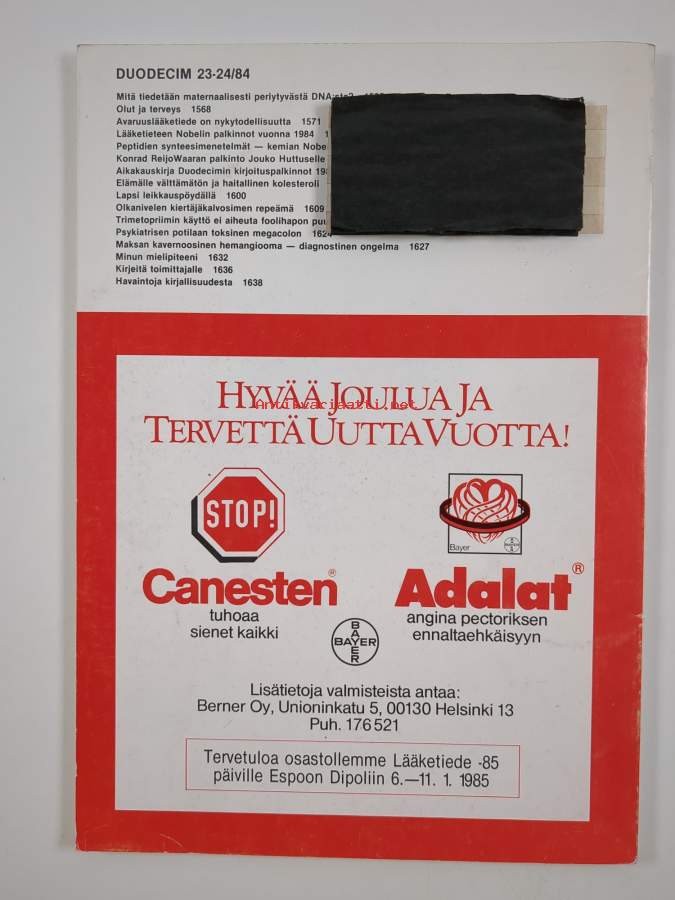 DUODECIM 23-24/84
Mitä tiedetään maternaalisesti periytyvästä
Olut ja terveys 1568
Avaruuslääketiede on nykytodellisuutta 1571
Lääketieteen Nobelin palkinnot vuonna 1984
Peptidien synteesimenetelmät — kemian
Konrad ReijoWaaran palkinto Jouko Huttuselle
Aikakauskirja Duodecimin kirjoituspalkinnot
Elämälle välttämätön ja haitallinen kolesteroli
Lapsi leikkauspöydällä 1600
Olkanivelen kiertäjäkalvosimen repeämä 1609
Trimetopriimin käyttö ei aiheuta foolihapon
Psykiatrisen potilaan toksinen megacolon 1624
Maksan kavernoosinen hemangiooma — diagnostinen ongelma 1627
Minun mielipiteeni 1632
Kirjeitä toimittajalle 1636
Havaintoja kirjallisuudesta 1638
HYVÄÄ JOULUA JA
Antikvariaatti.net
TERVETTÄ UUTTA VUOTTA!
STOP!
Bayer
BAYER
Canesten®
tuhoaa
sienet kaikki
Adalat®
angina pectoriksen
ennaltaehkäisyyn
BAYER
BAYER
Lisätietoja valmisteista antaa:
Berner Oy, Unioninkatu 5, 00130 Helsinki 13
Puh. 176 521
Tervetuloa osastollemme Lääketiede -85
päiville Espoon Dipoliin 6.—11. 1. 1985